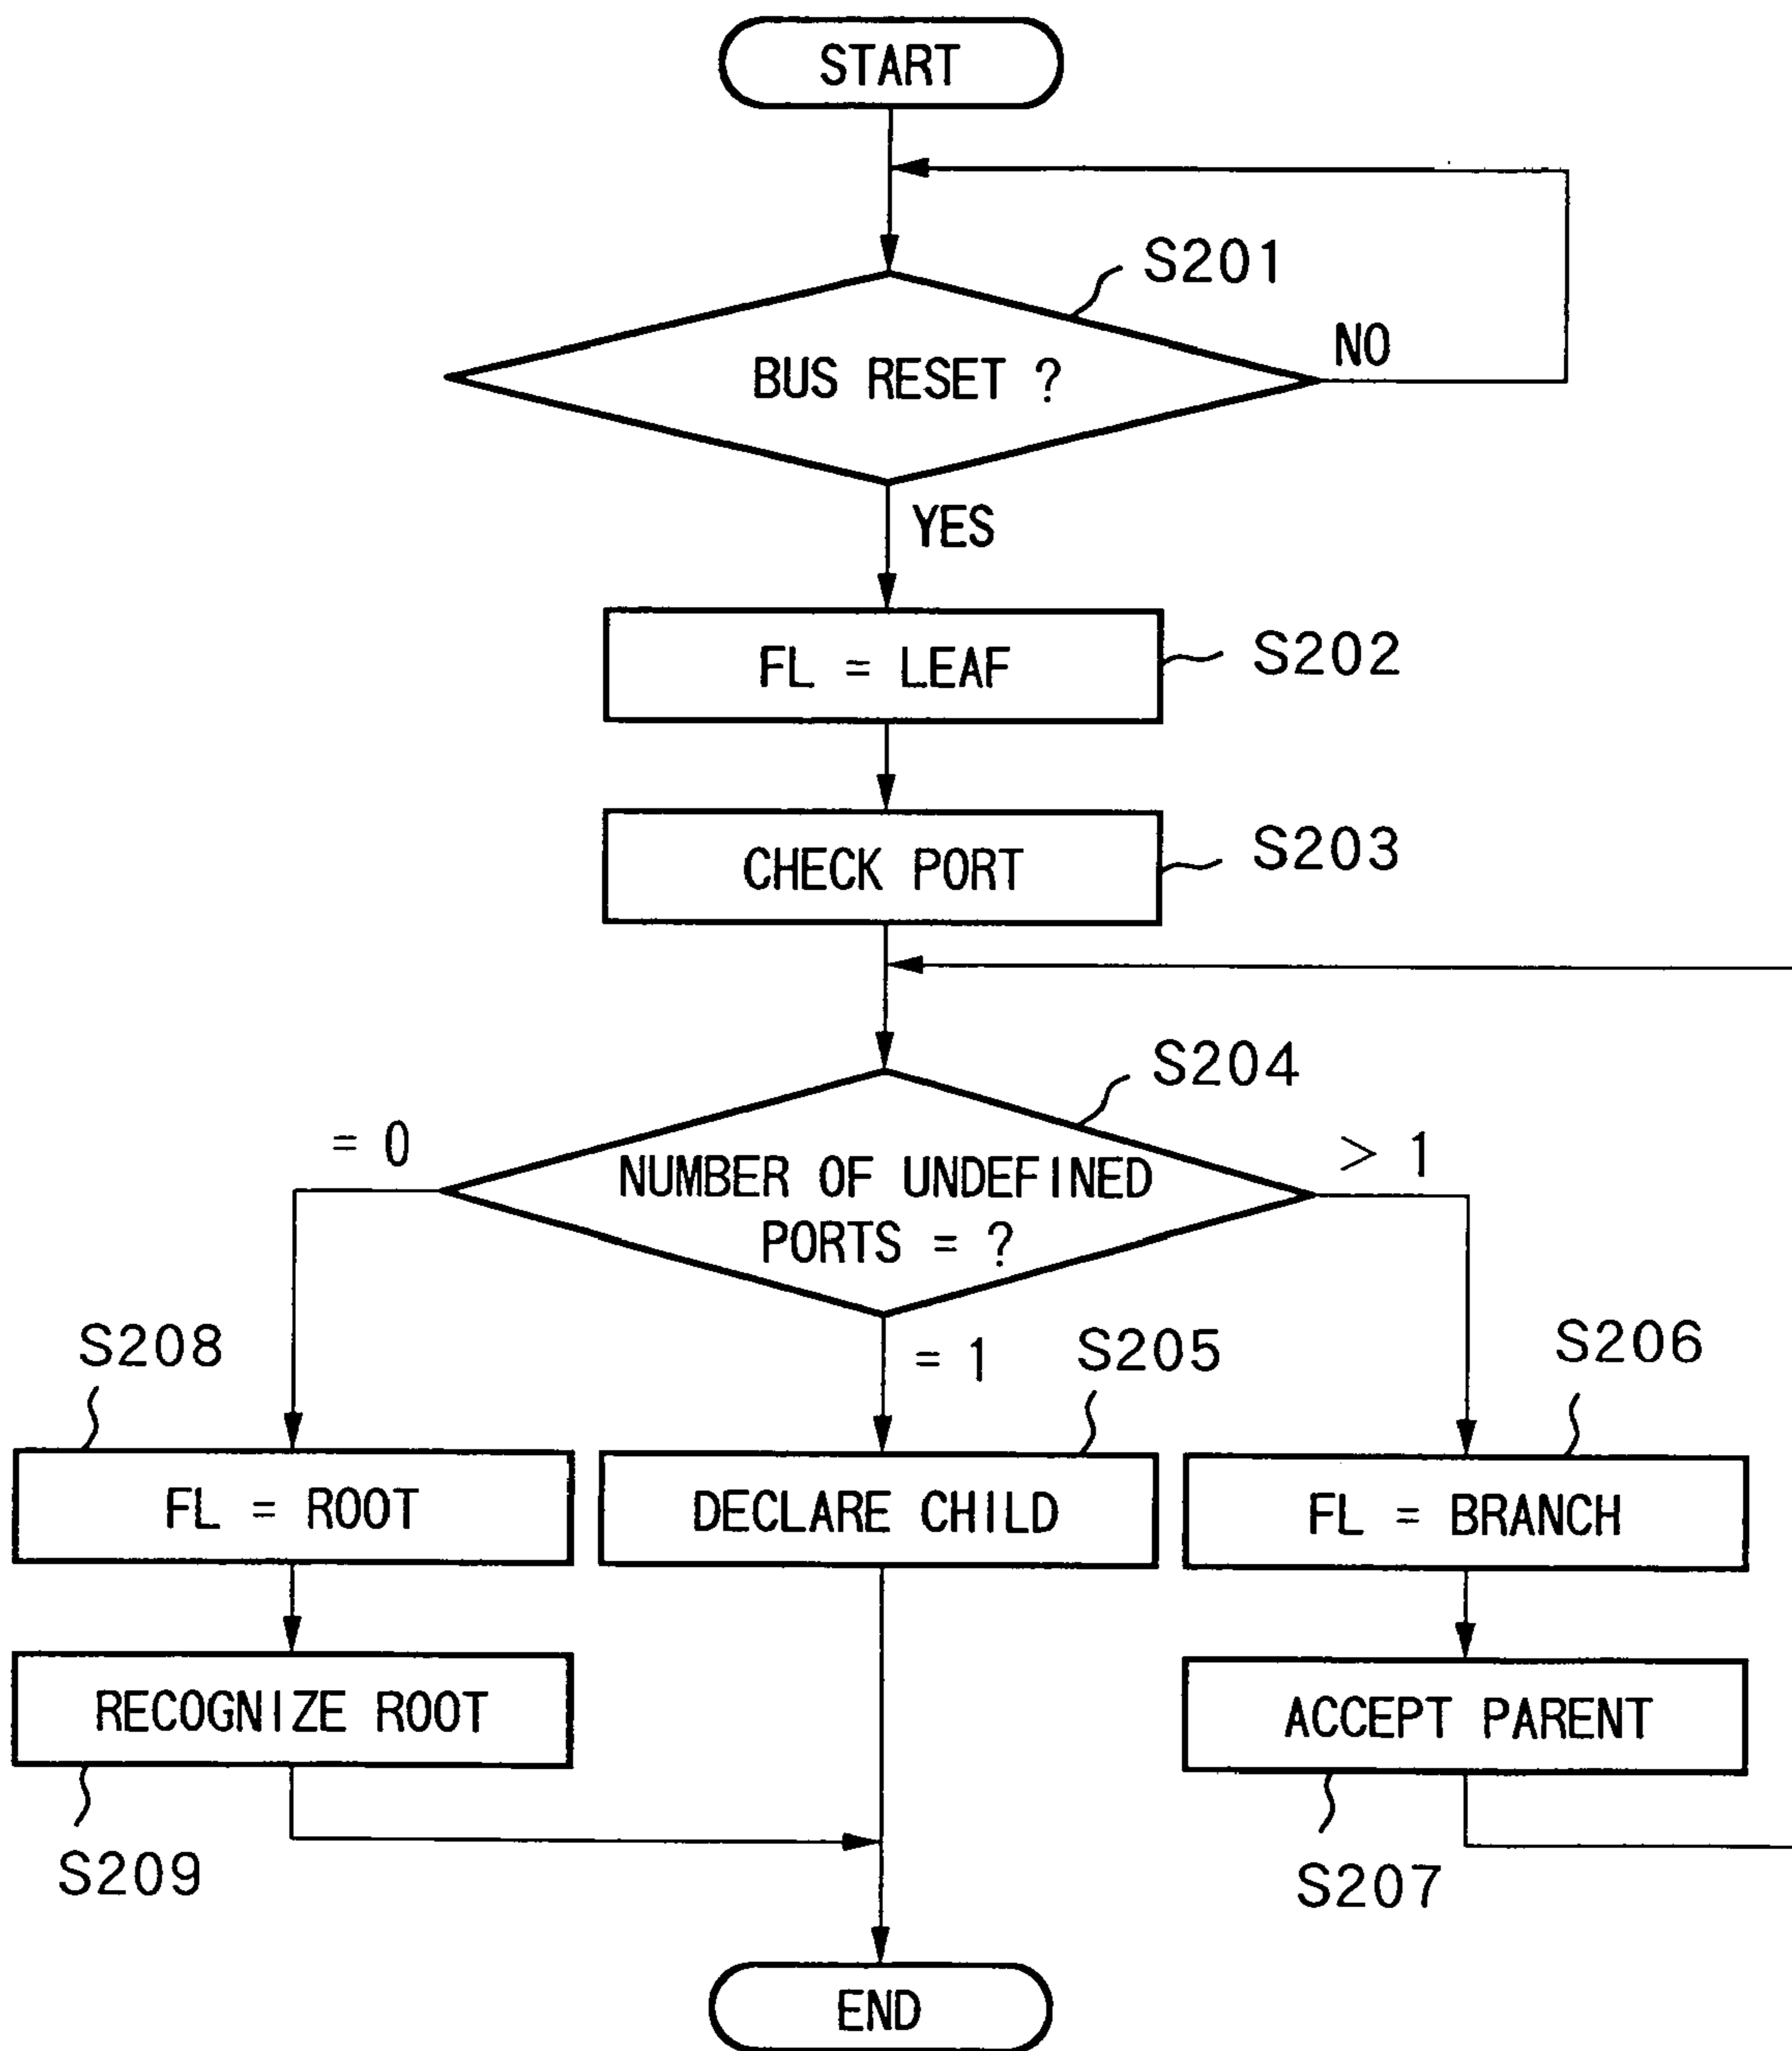 START
S201
BUS RESET ?
NO
YES
FL = LEAF
S202
CHECK PORT
S203
S204
= 0
NUMBER OF UNDEFINED
PORTS = ?
> 1
S208
= 1
S205
S206
FL = ROOT
DECLARE CHILD
FL = BRANCH
RECOGNIZE ROOT
ACCEPT PARENT
S209
S207
END